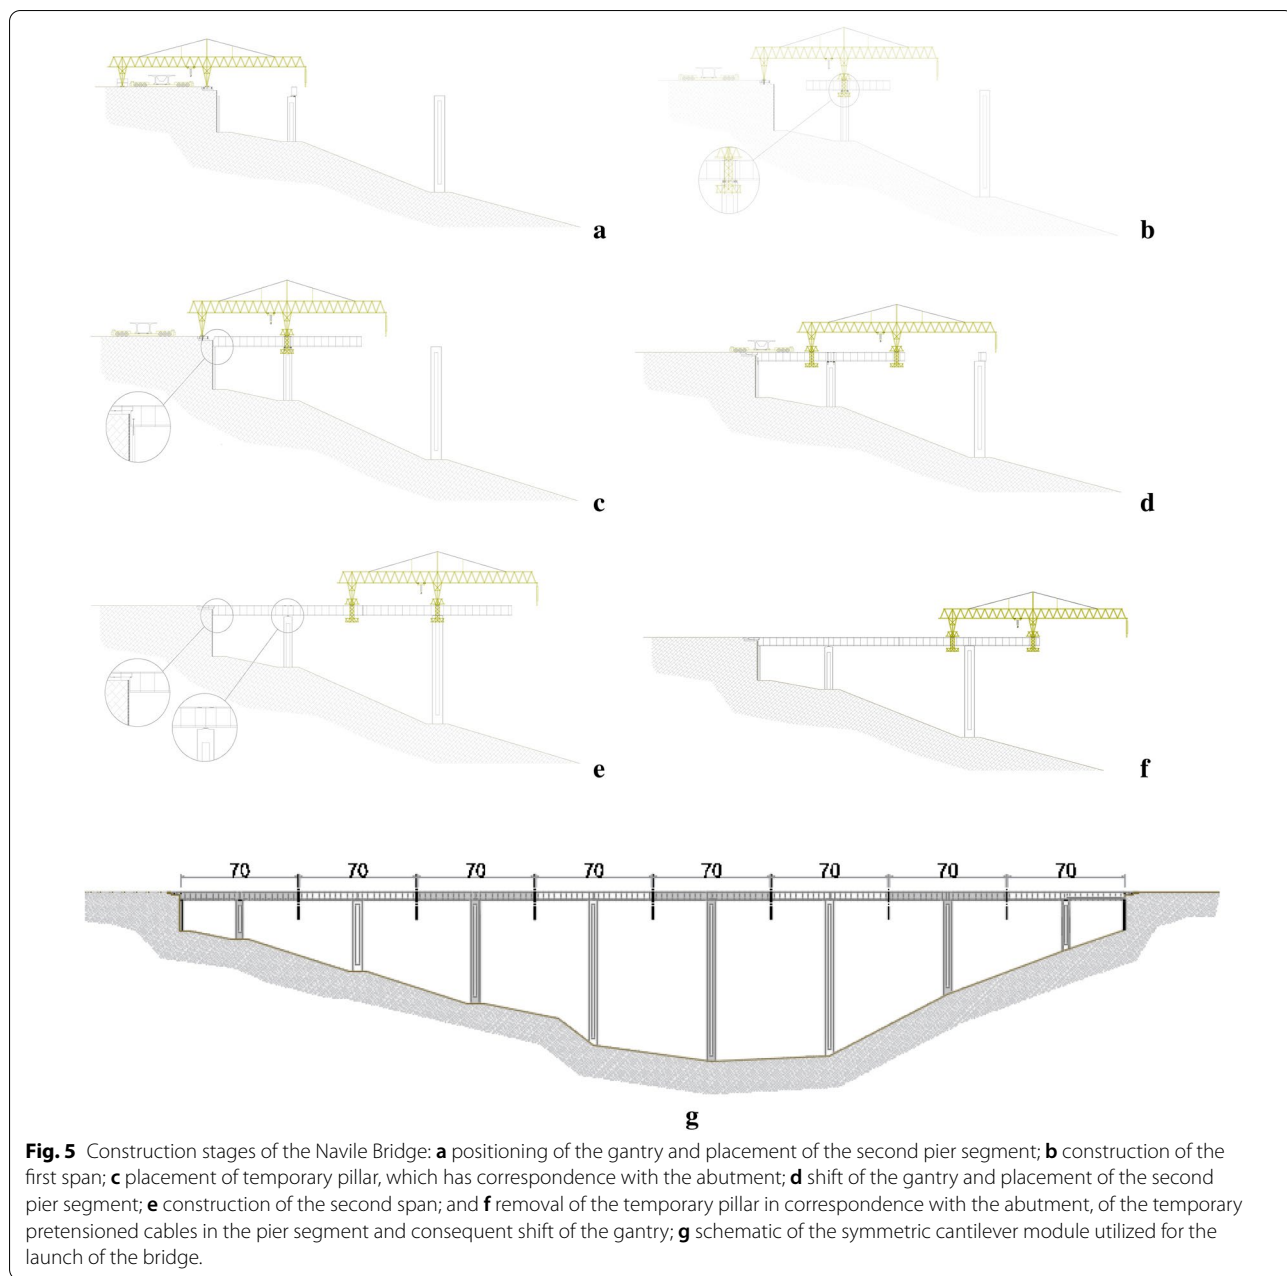 a
b
c
d
e
f
70 70 70 70 70 70 70 70
g
Fig. 5 Construction stages of the Navile Bridge: a positioning of the gantry and placement of the second pier segment; b construction of the
first span; c placement of temporary pillar, which has correspondence with the abutment; d shift of the gantry and placement of the second
pier segment; e construction of the second span; and f removal of the temporary pillar in correspondence with the abutment, of the temporary
pretensioned cables in the pier segment and consequent shift of the gantry; g schematic of the symmetric cantilever module utilized for the
launch of the bridge.